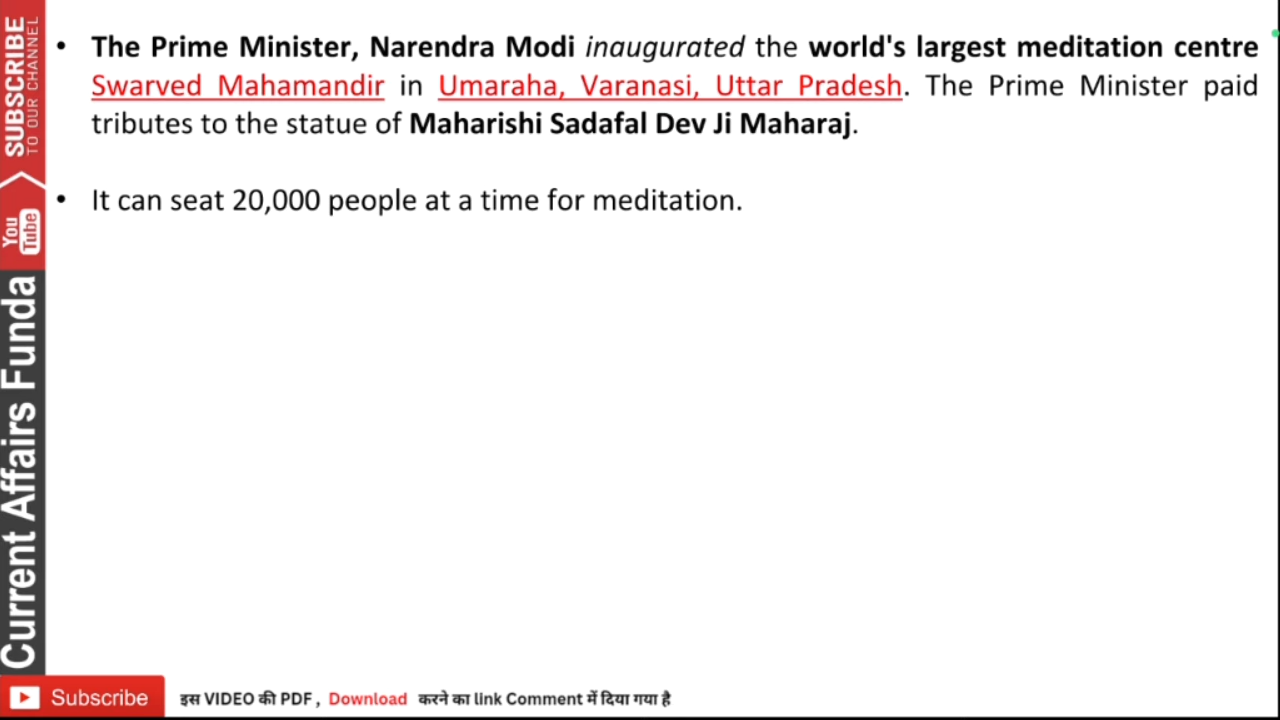 • The Prime Minister, Narendra Modi inaugurated the world's largest meditation centre
Swarved Mahamandir in Umaraha, Varanasi, Uttar Pradesh. The Prime Minister paid
tributes to the statue of Maharishi Sadafal Dev Ji Maharaj.
• It can seat 20,000 people at a time for meditation.
SUBSCRIBE
TO OUR CHANNEL
You
Tube
Current Affairs Funda
Subscribe
इस VIDEO की PDF , Download करने का link Comment में दिया गया है